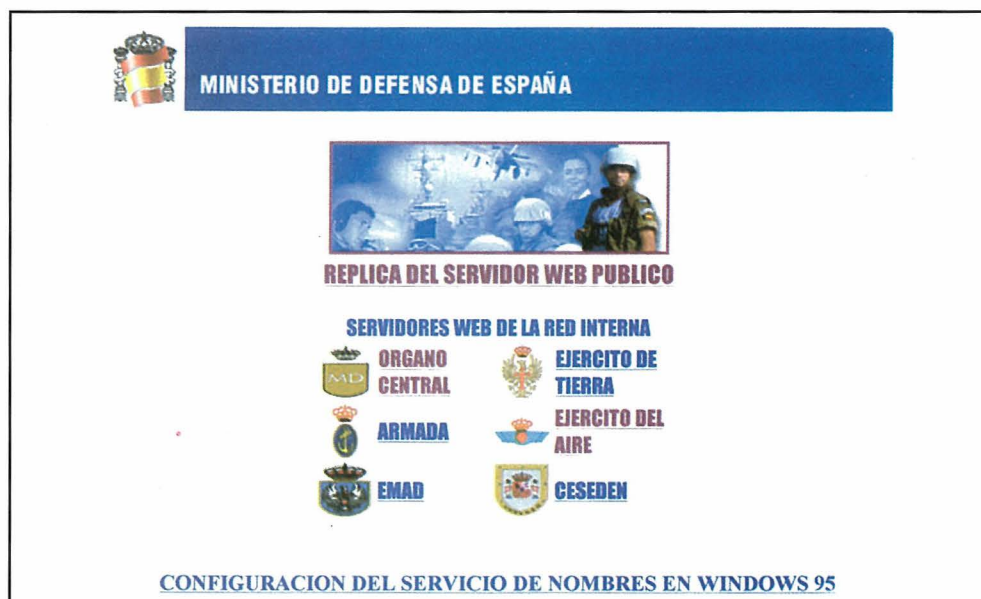 MINISTERIO DE DEFENSA DE ESPAÑA
REPLICA DEL SERVIDOR WEB PUBLICO
SERVIDORES WEB DE LA RED INTERNA
MD
ORGANO
CENTRAL
EJERCITO DE
TIERRA
ARMADA
EJERCITO DEL
AIRE
EMAD
CESEDEN
CONFIGURACION DEL SERVICIO DE NOMBRES EN WINDOWS 95